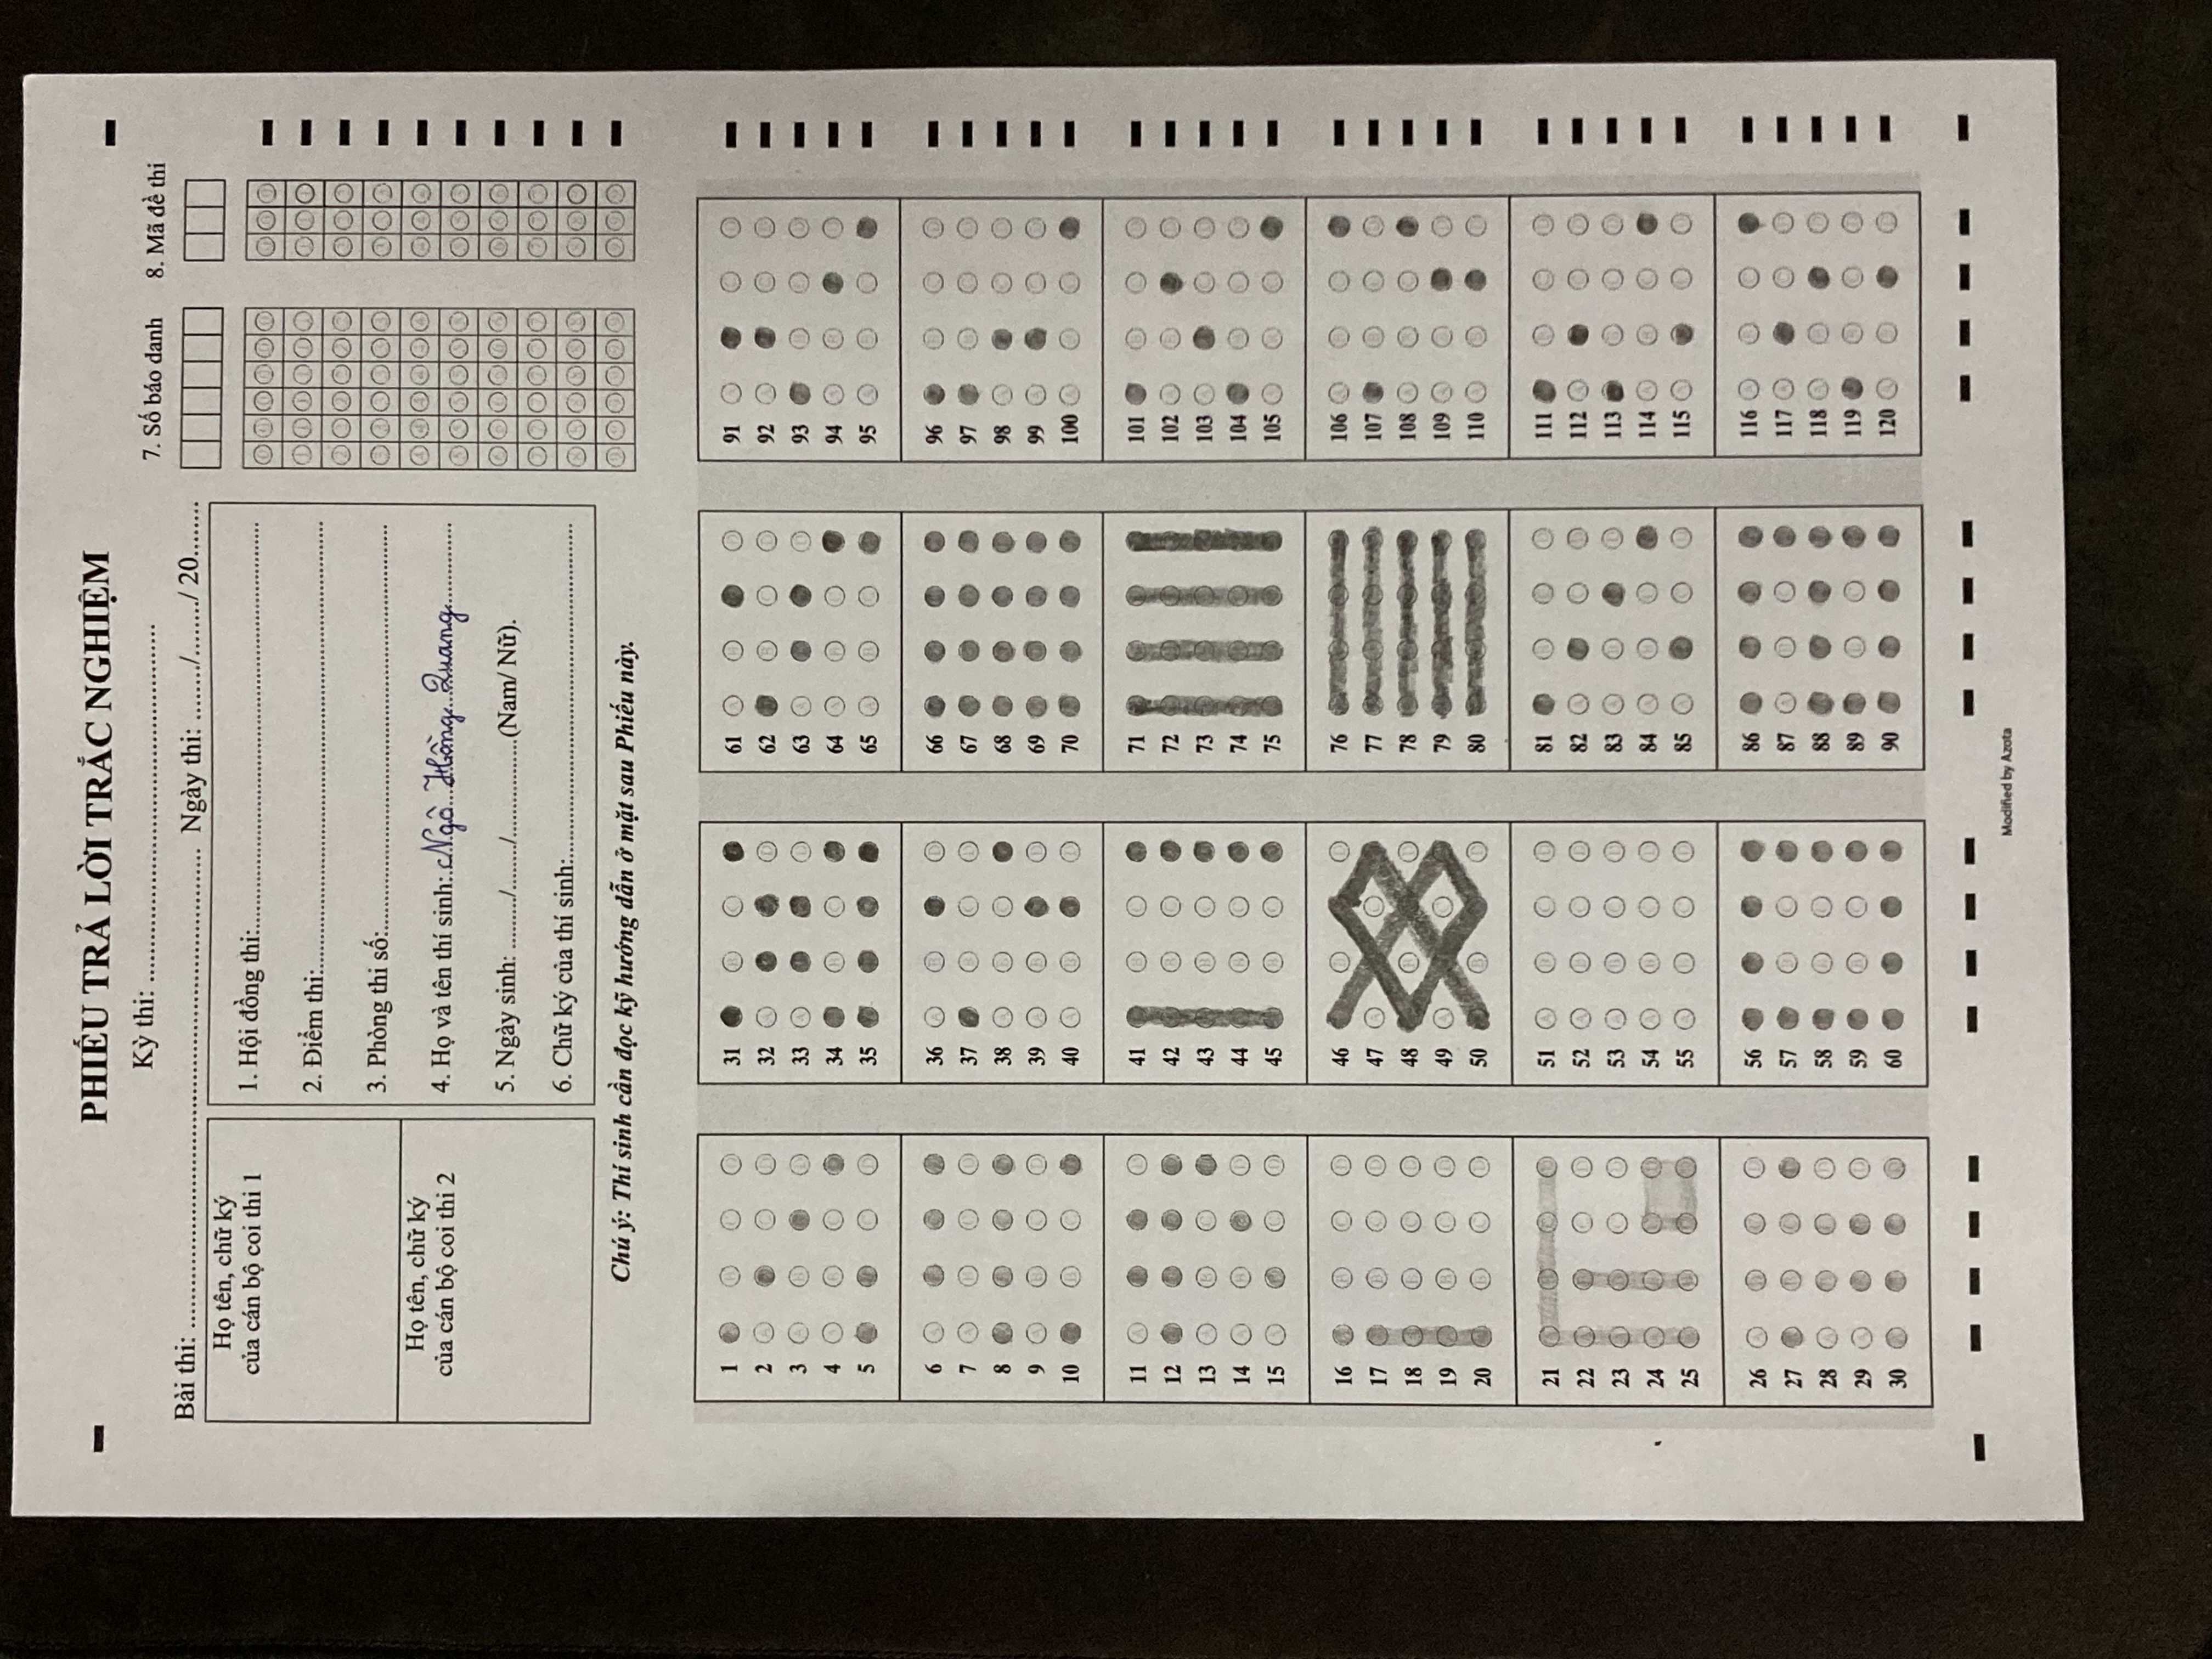 PHIẾU TRẢ LỜI TRẮC NGHIỆM
Kỳ thi: ....................................................
Bài thi: ...................................................................... Ngày thi: ......../......../ 20........
7. Số báo danh 8. Mã đề thi
Họ tên, chữ ký
của cán bộ coi thi 1
Họ tên, chữ ký
của cán bộ coi thi 2
1. Hội đồng thi:............................................................
2. Điểm thi:..................................................................
3. Phòng thi số:............................................................
4. Họ và tên thí sinh: Ngô Hồng Quang
5. Ngày sinh: ......../......./...............(Nam/ Nữ).
6. Chữ ký của thí sinh:.................................................
Chú ý: Thí sinh cần đọc kỹ hướng dẫn ở mặt sau Phiếu này.
1 31 61 91
2 32 62 92
3 33 63 93
4 34 64 94
5 35 65 95
6 36 66 96
7 37 67 97
8 38 68 98
9 39 69 99
10 40 70 100
11 41 71 101
12 42 72 102
13 43 73 103
14 44 74 104
15 45 75 105
16 46 76 106
17 47 77 107
18 48 78 108
19 49 79 109
20 50 80 110
21 51 81 111
22 52 82 112
23 53 83 113
24 54 84 114
25 55 85 115
26 56 86 116
27 57 87 117
28 58 88 118
29 59 89 119
30 60 90 120
Modified by Azota